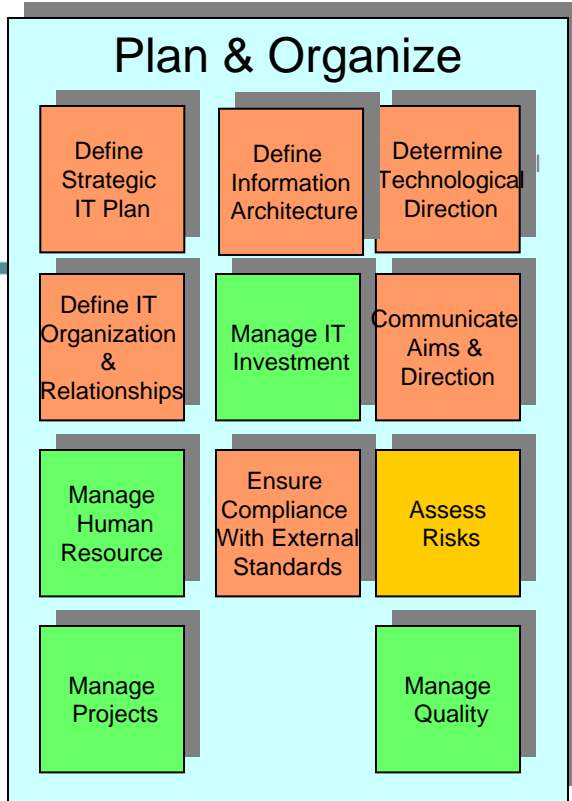 Plan & Organize
Define
Strategic
IT Plan
Define
Information
Architecture
Determine
Technological
Direction
Define IT
Organization
&
Relationships
Manage IT
Investment
Communicate
Aims &
Direction
Manage
Human
Resource
Ensure
Compliance
With External
Standards
Assess
Risks
Manage
Projects
Manage
Quality